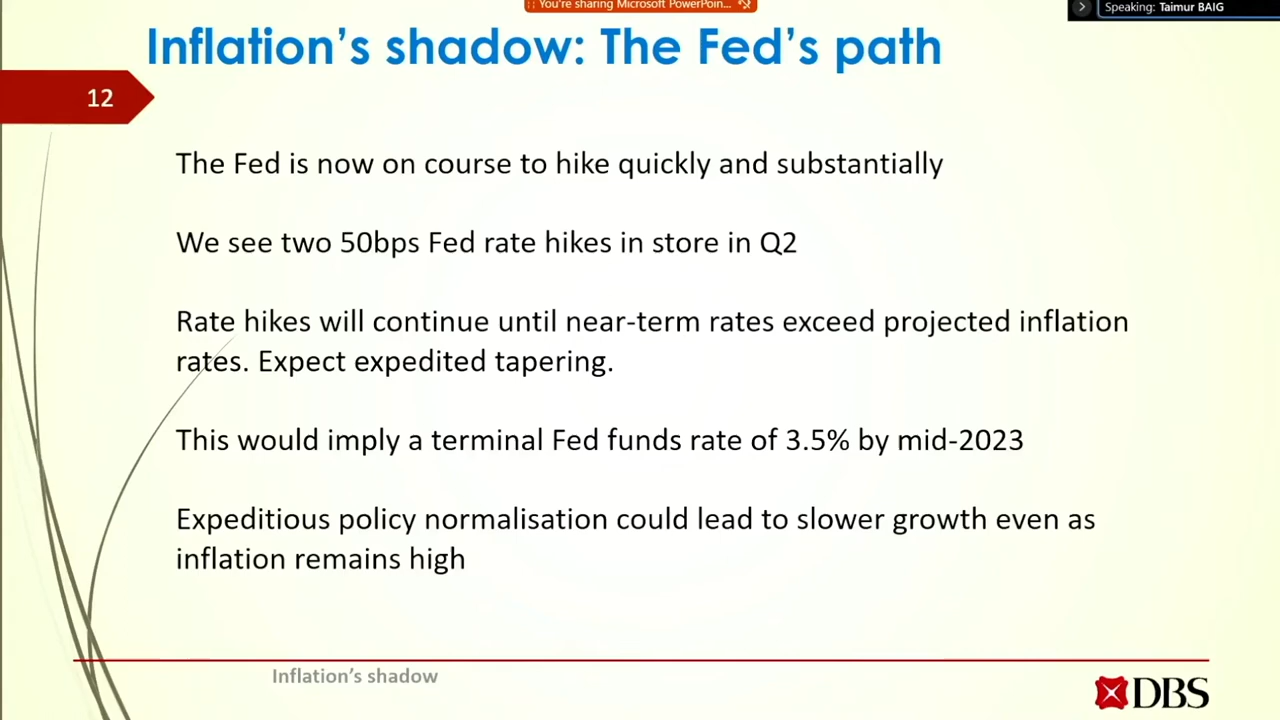 You're sharing Microsoft PowerPoin...
Speaking: Taimur BAIG
Inflation's shadow: The Fed's path
12
The Fed is now on course to hike quickly and substantially
We see two 50bps Fed rate hikes in store in Q2
Rate hikes will continue until near-term rates exceed projected inflation
rates. Expect expedited tapering.
This would imply a terminal Fed funds rate of 3.5% by mid-2023
Expeditious policy normalisation could lead to slower growth even as
inflation remains high
Inflation's shadow
DBS